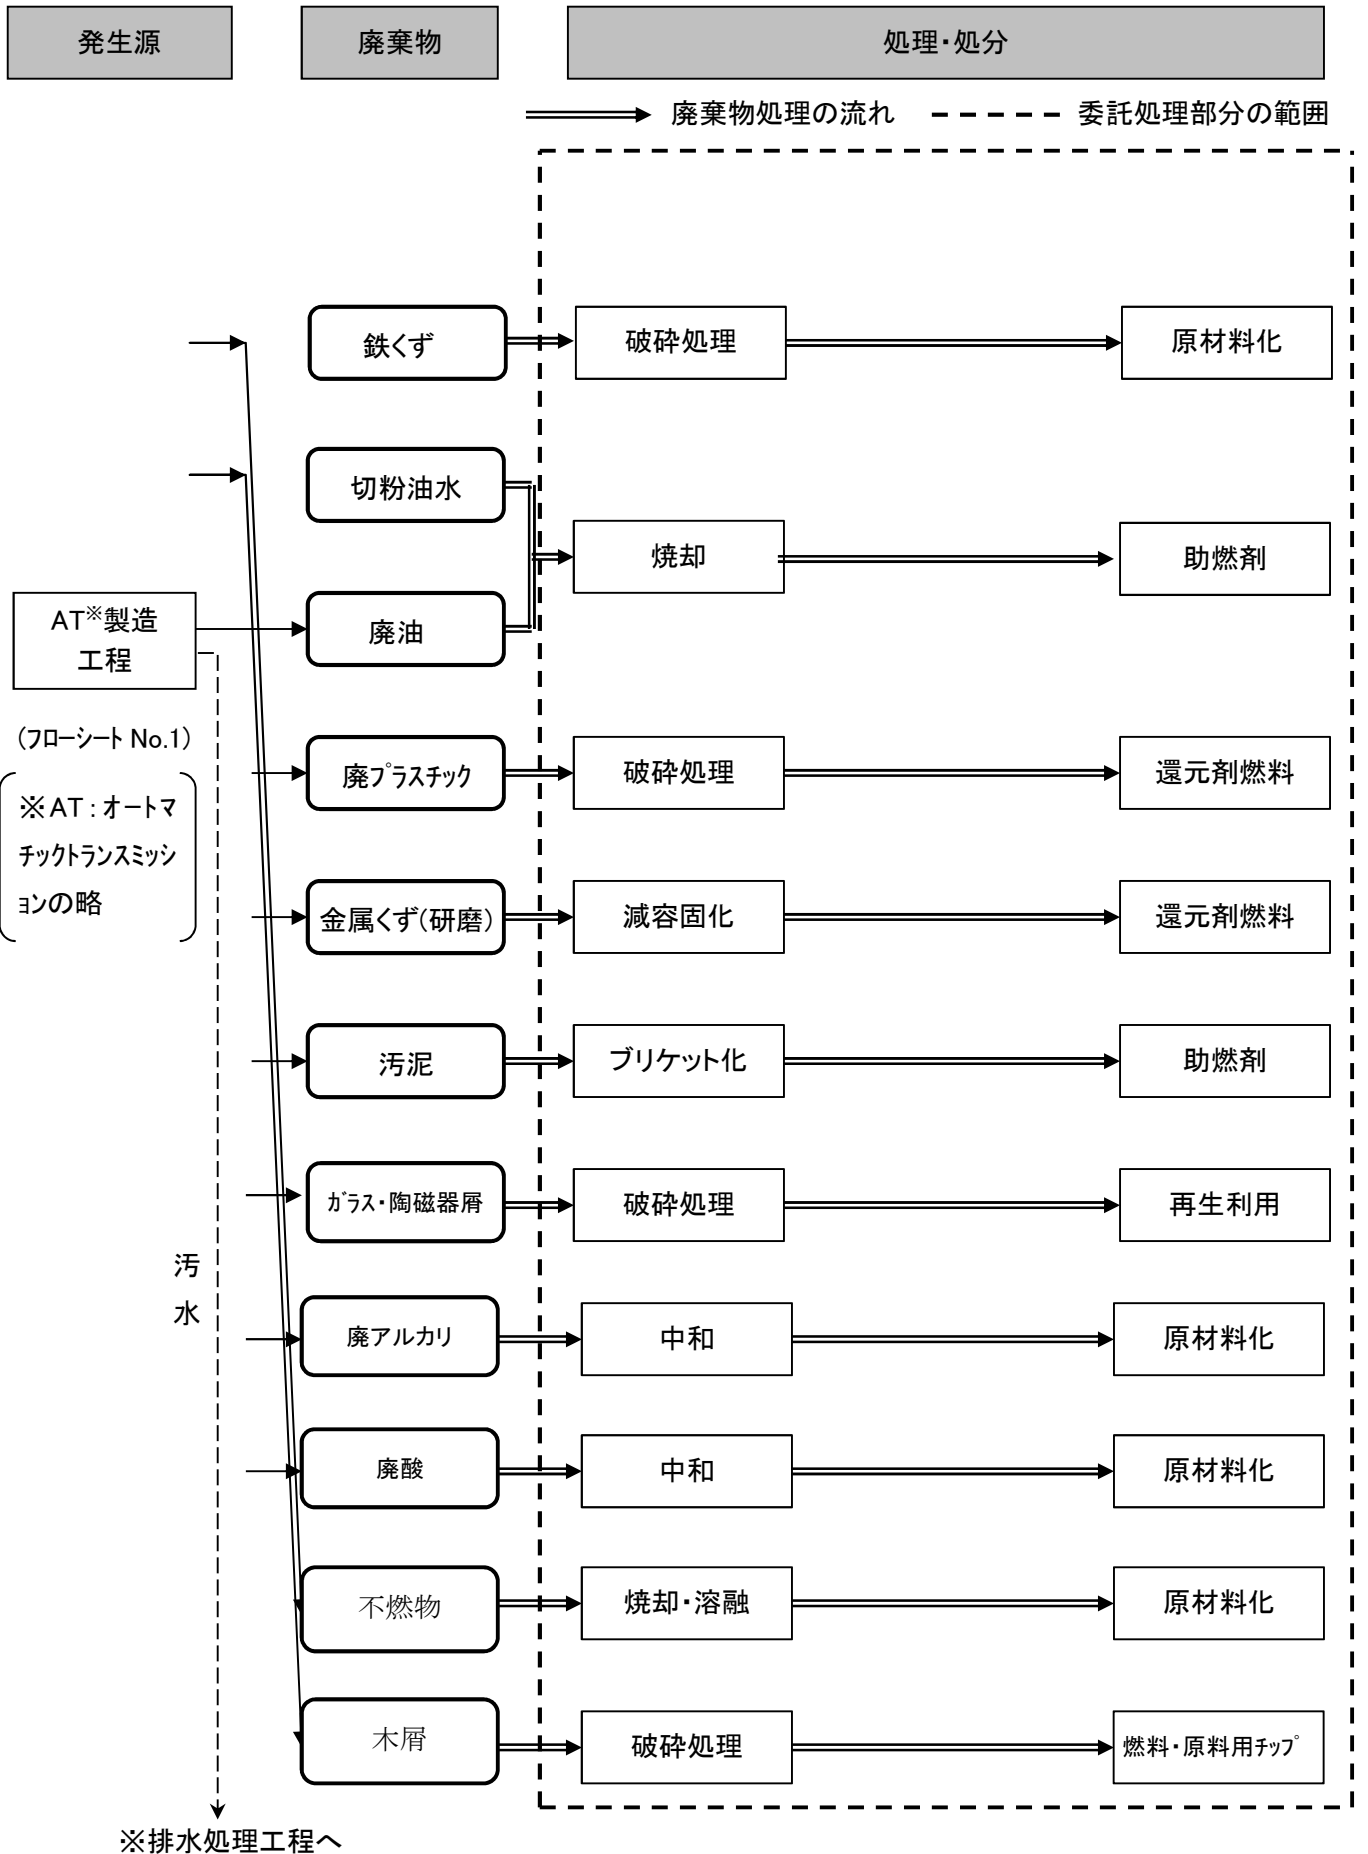 発生源
廃棄物
処理・処分
廃棄物処理の流れ
委託処理部分の範囲
鉄くず
破砕処理
原材料化
切粉油水
焼却
助燃剤
AT※製造
工程
廃油
(フローシート No.1)
※AT：オートマ
チックトランスミッシ
ョンの略
廃プラスチック
破砕処理
還元剤燃料
金属くず(研磨)
減容固化
還元剤燃料
汚泥
ブリケット化
助燃剤
ガラス・陶磁器屑
破砕処理
再生利用
汚
水
廃アルカリ
中和
原材料化
廃酸
中和
原材料化
不燃物
焼却・溶融
原材料化
木屑
破砕処理
燃料・原料用チップ
※排水処理工程へ